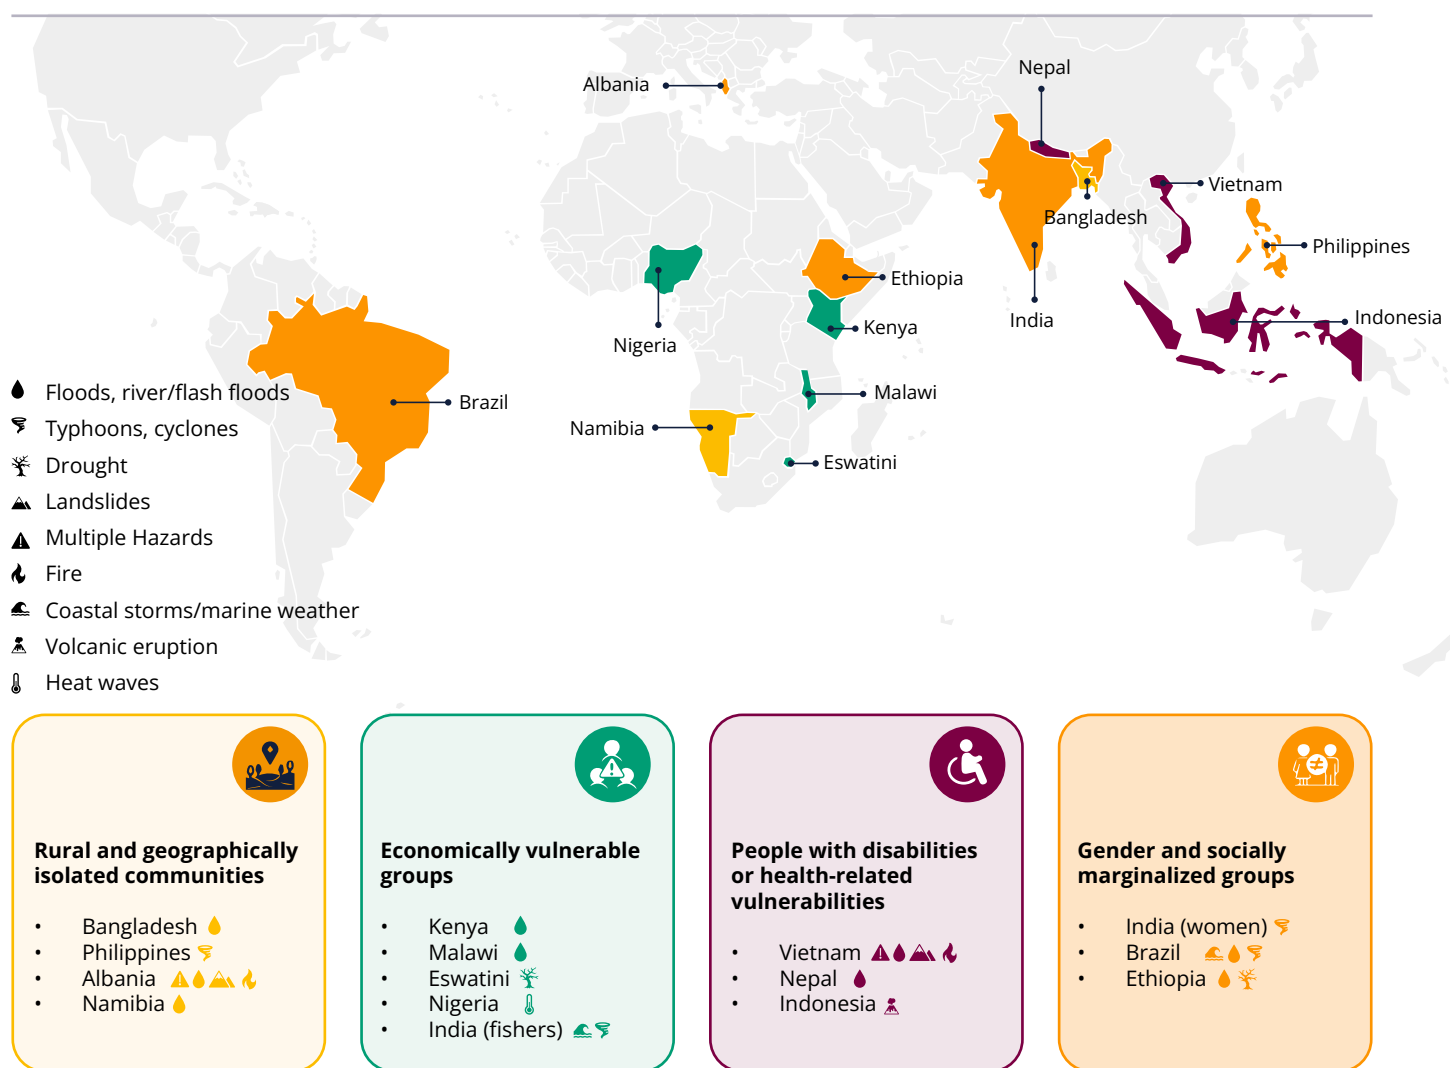 Albania
Nepal
Vietnam
Bangladesh
Philippines
Ethiopia
India
Indonesia
Kenya
Nigeria
Malawi
Brazil
Namibia
Eswatini
Floods, river/flash floods
Typhoons, cyclones
Drought
Landslides
Multiple Hazards
Fire
Coastal storms/marine weather
Volcanic eruption
Heat waves
Rural and geographically
isolated communities
• Bangladesh
• Philippines
• Albania
• Namibia
Economically vulnerable
groups
• Kenya
• Malawi
• Eswatini
• Nigeria
• India (fishers)
People with disabilities
or health-related
vulnerabilities
• Vietnam
• Nepal
• Indonesia
Gender and socially
marginalized groups
• India (women)
• Brazil
• Ethiopia